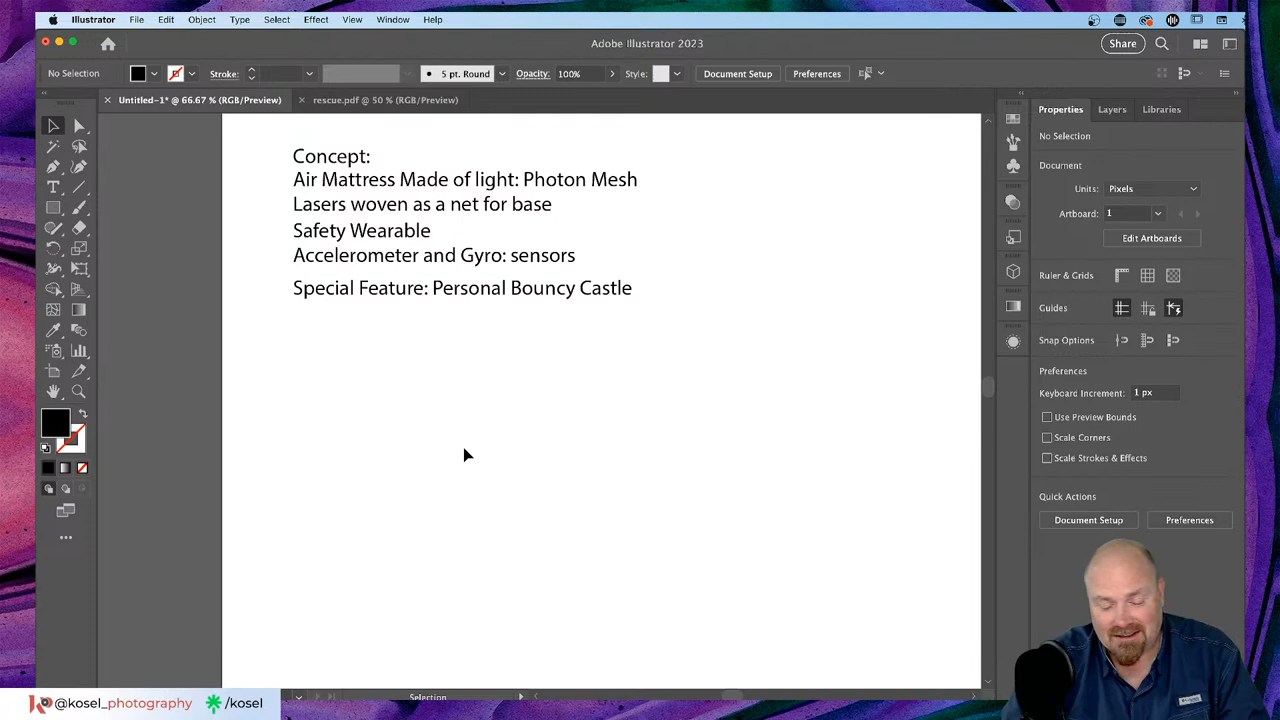 Illustrator File Edit Object Type Select Effect View Window Help
Adobe Illustrator 2023
Share
No Selection
Stroke:
5 pt. Round
Opacity:
100%
Style:
Document Setup
Preferences
Untitled-1* @ 66.67 % (RGB/Preview)
rescue.pdf @ 50 % (RGB/Preview)
Concept:
Air Mattress Made of light: Photon Mesh
Lasers woven as a net for base
Safety Wearable
Accelerometer and Gyro: sensors
Special Feature: Personal Bouncy Castle
Properties Layers Libraries
No Selection
Document
Units: Pixels
Artboard: 1
Edit Artboards
Ruler & Grids
Guides
Snap Options
Preferences
Keyboard Increment: 1 px
Use Preview Bounds
Scale Corners
Scale Strokes & Effects
Quick Actions
Document Setup
Preferences
Selection
@kosel_photography
/kosel